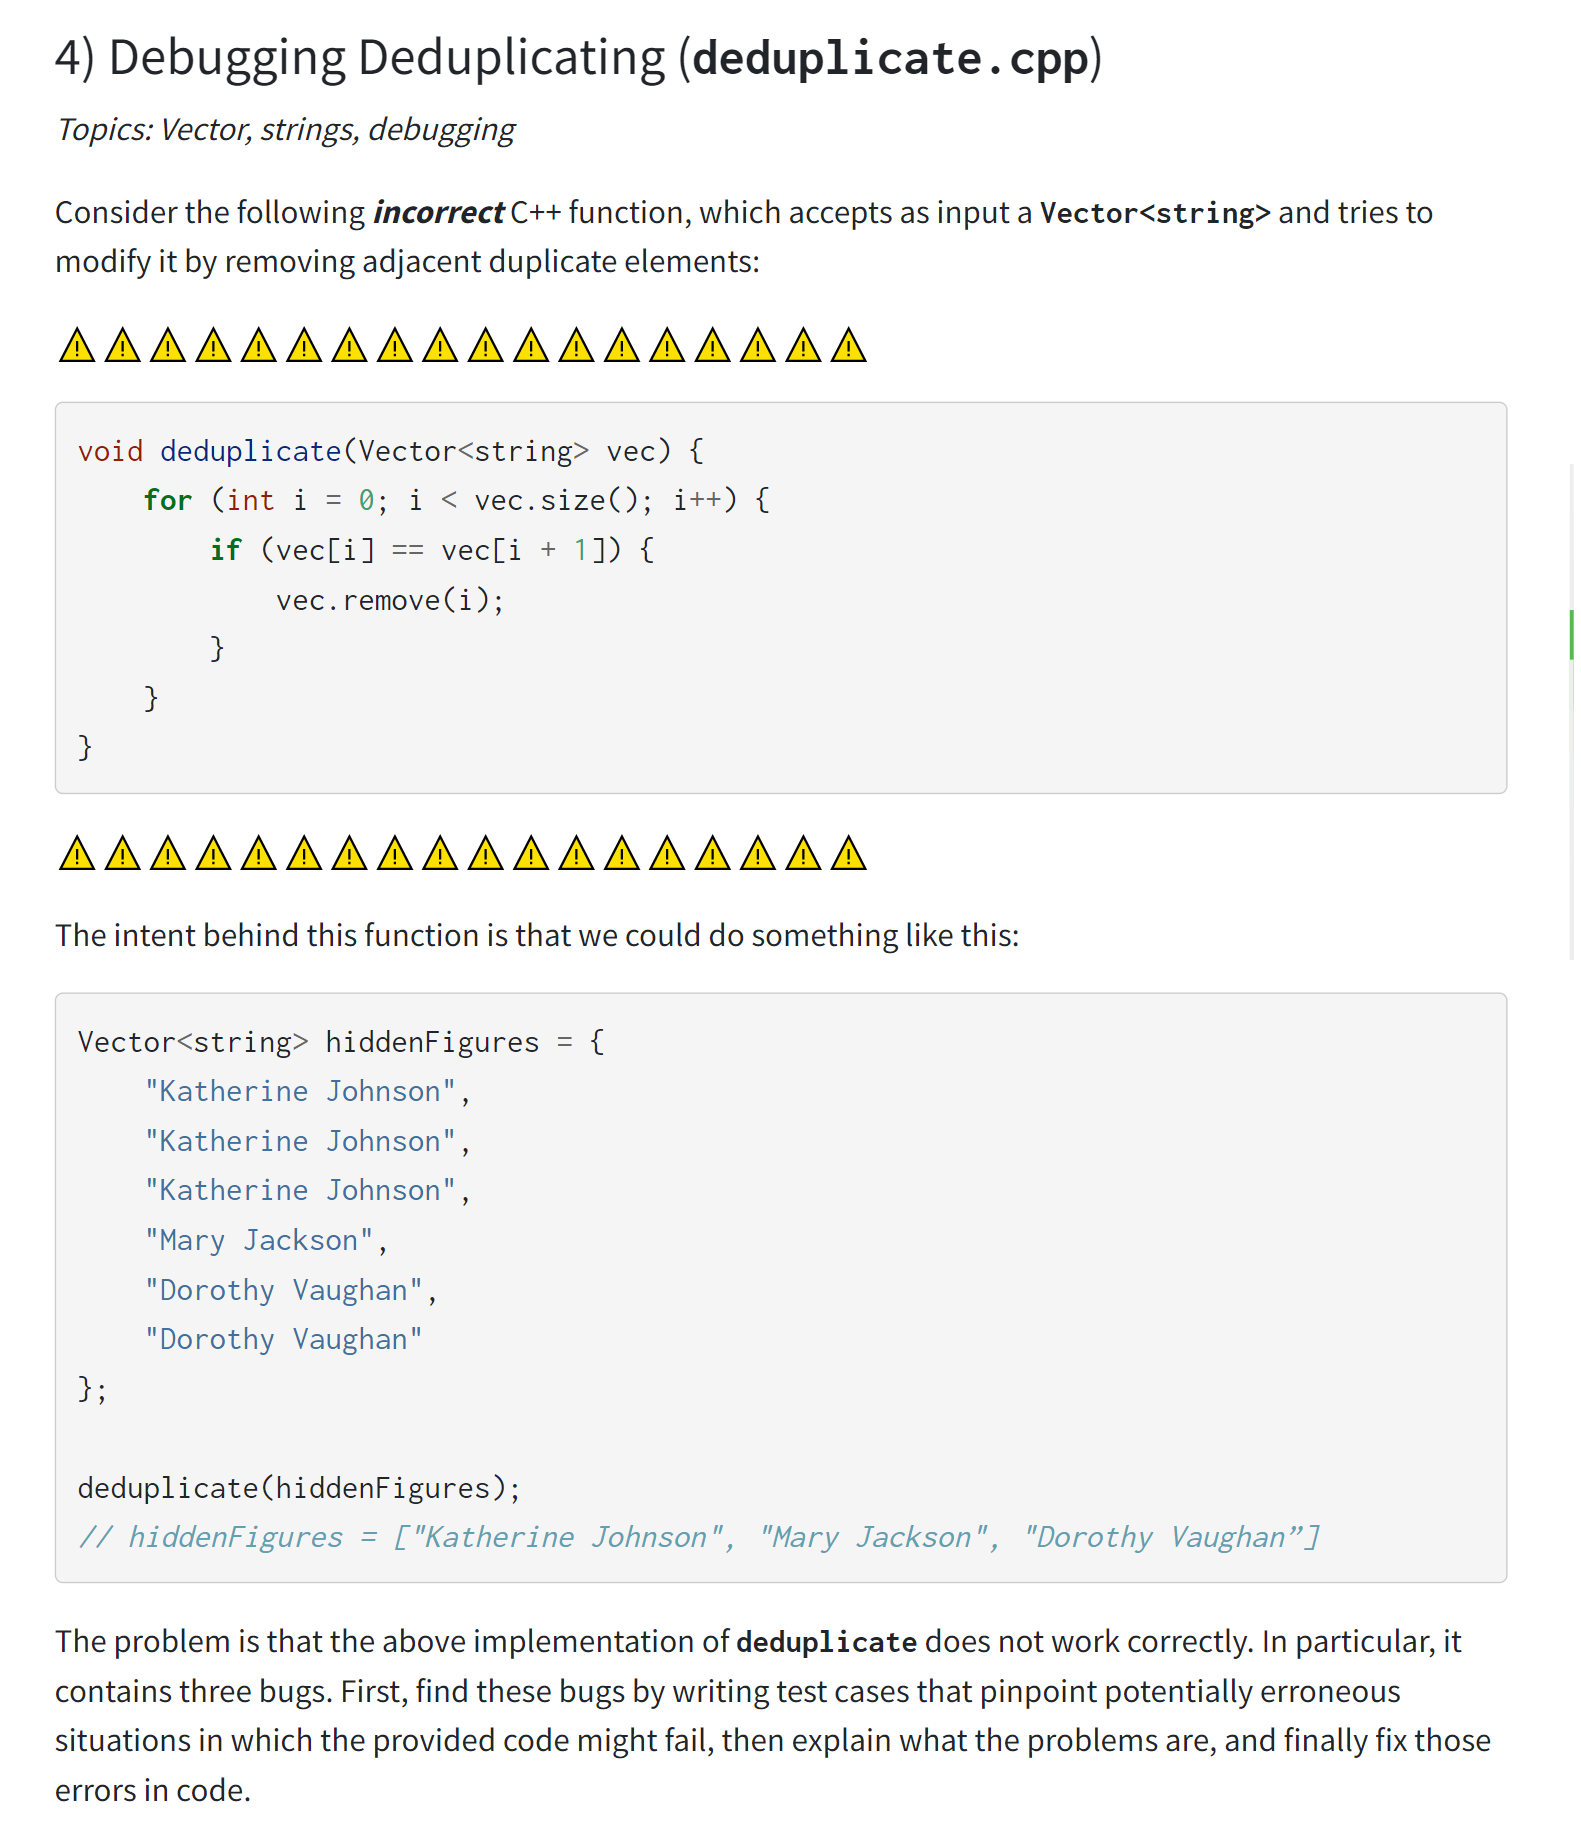 4) Debugging Deduplicating (deduplicate.cpp)
Topics: Vector, strings, debugging
Consider the following incorrect C++ function, which accepts as input a Vector<string> and tries to
modify it by removing adjacent duplicate elements:
⚠⚠⚠⚠⚠⚠⚠⚠⚠⚠⚠⚠⚠⚠⚠⚠⚠⚠
void deduplicate(Vector<string> vec) {
    for (int i = 0; i < vec.size(); i++) {
        if (vec[i] == vec[i + 1]) {
            vec.remove(i);
        }
    }
}
⚠⚠⚠⚠⚠⚠⚠⚠⚠⚠⚠⚠⚠⚠⚠⚠⚠⚠
The intent behind this function is that we could do something like this:
Vector<string> hiddenFigures = {
    "Katherine Johnson",
    "Katherine Johnson",
    "Katherine Johnson",
    "Mary Jackson",
    "Dorothy Vaughan",
    "Dorothy Vaughan"
};
deduplicate(hiddenFigures);
// hiddenFigures = ["Katherine Johnson", "Mary Jackson", "Dorothy Vaughan”]
The problem is that the above implementation of deduplicate does not work correctly. In particular, it
contains three bugs. First, find these bugs by writing test cases that pinpoint potentially erroneous
situations in which the provided code might fail, then explain what the problems are, and finally fix those
errors in code.